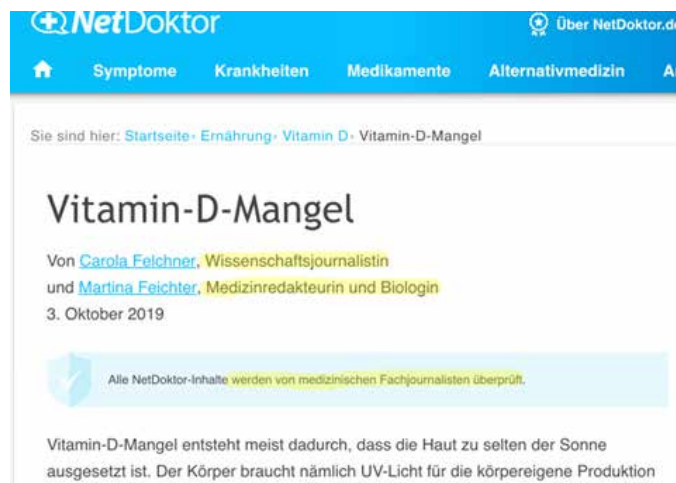 NetDoktor
Über NetDoktor.de
Symptome Krankheiten Medikamente Alternativmedizin
Sie sind hier: Startseite› Ernährung› Vitamin D› Vitamin-D-Mangel
Vitamin-D-Mangel
Von Carola Felchner, Wissenschaftsjournalistin
und Martina Feichter, Medizinredakteurin und Biologin
3. Oktober 2019
Alle NetDoktor-Inhalte werden von medizinischen Fachjournalisten überprüft.
Vitamin-D-Mangel entsteht meist dadurch, dass die Haut zu selten der Sonne
ausgesetzt ist. Der Körper braucht nämlich UV-Licht für die körpereigene Produktion